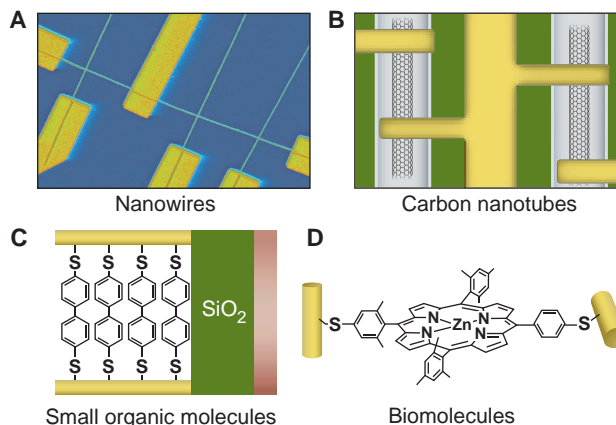 A
B
Nanowires
Carbon nanotubes
C
D
S S S S
SiO₂
S S S S
N N
Zn
N N
S
S
Small organic molecules
Biomolecules